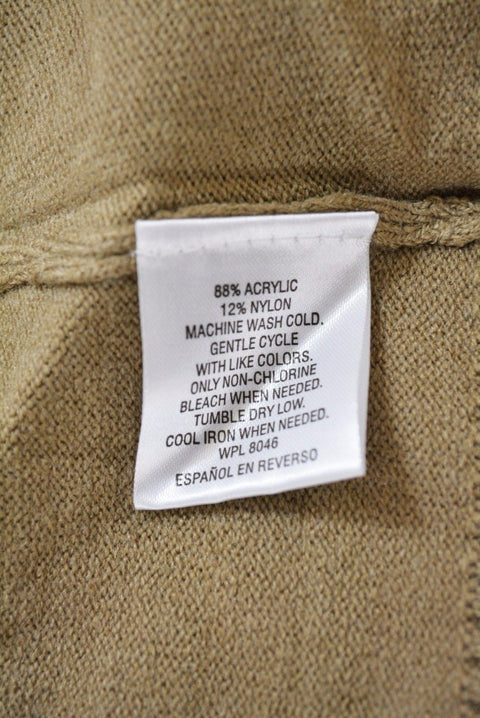 88% ACRYLIC
12% NYLON
MACHINE WASH COLD.
GENTLE CYCLE
WITH LIKE COLORS.
ONLY NON-CHLORINE
BLEACH WHEN NEEDED.
TUMBLE DRY LOW.
COOL IRON WHEN NEEDED.
WPL 8046
ESPAÑOL EN REVERSO